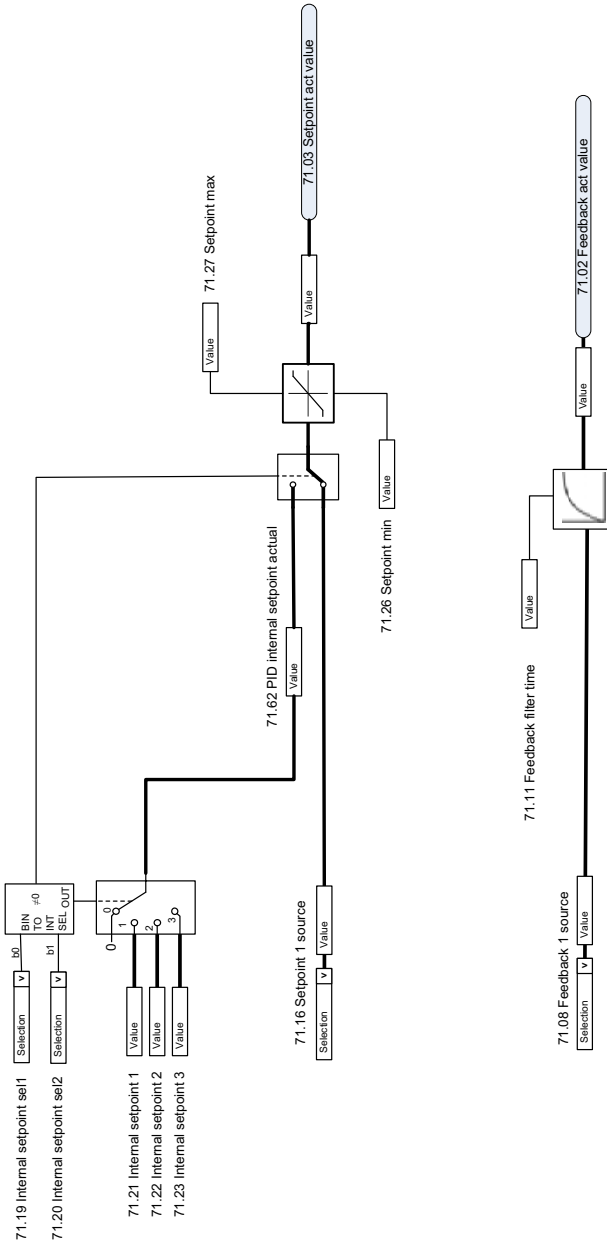 71.19 Internal setpoint sel1
Selection v
b0
71.20 Internal setpoint sel2
Selection v
b1
BIN
TO
INT
SEL
≠0
OUT
71.21 Internal setpoint 1
Value
71.22 Internal setpoint 2
Value
71.23 Internal setpoint 3
Value
0
0
1
2
3
71.62 PID internal setpoint actual
Value
71.16 Setpoint 1 source
Selection v
Value
71.27 Setpoint max
Value
71.26 Setpoint min
Value
Value
71.03 Setpoint act value
71.08 Feedback 1 source
Selection v
Value
71.11 Feedback filter time
Value
Value
71.02 Feedback act value